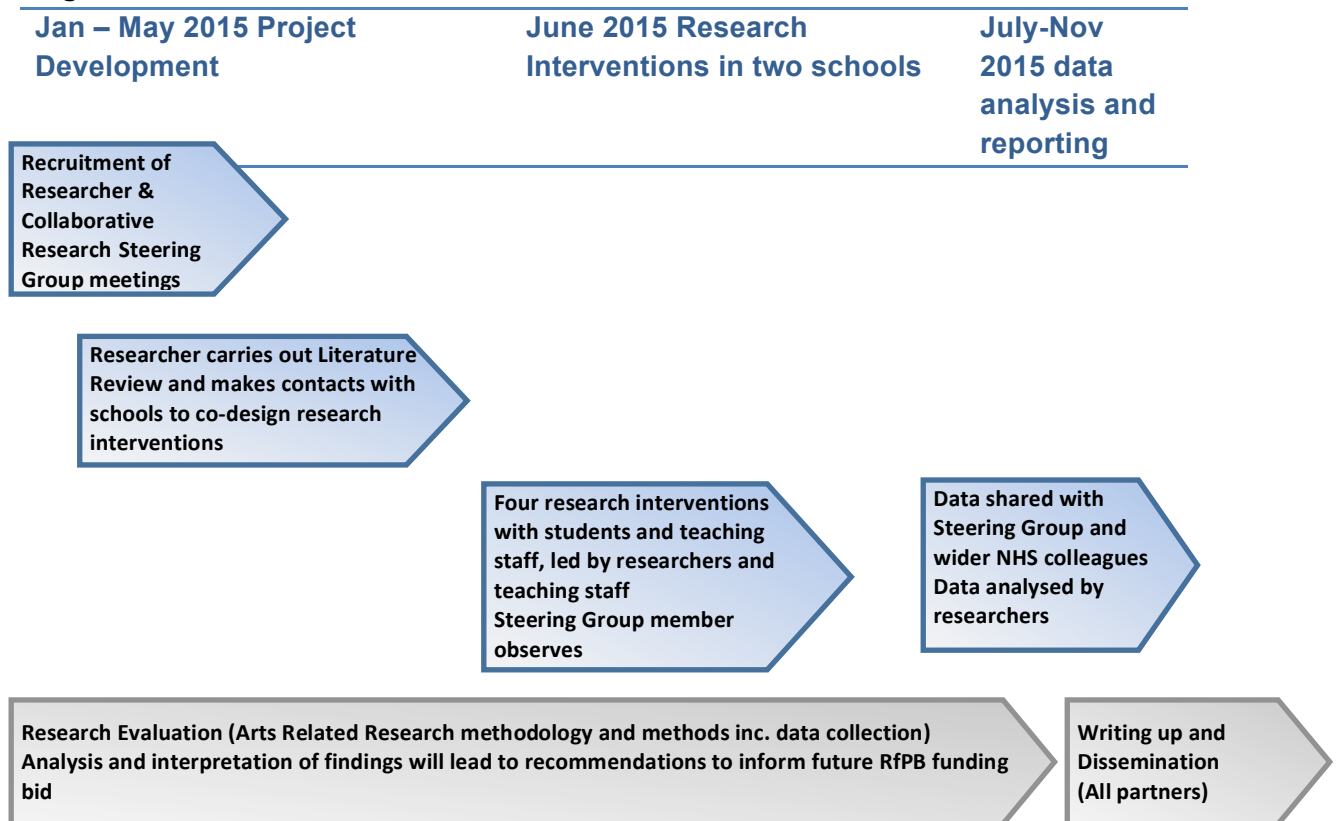 Jan – May 2015 Project
Development
June 2015 Research
Interventions in two schools
July-Nov
2015 data
analysis and
reporting
Recruitment of
Researcher &
Collaborative
Research Steering
Group meetings
Researcher carries out Literature
Review and makes contacts with
schools to co-design research
interventions
Four research interventions
with students and teaching
staff, led by researchers and
teaching staff
Steering Group member
observes
Data shared with
Steering Group and
wider NHS colleagues
Data analysed by
researchers
Research Evaluation (Arts Related Research methodology and methods inc. data collection)
Analysis and interpretation of findings will lead to recommendations to inform future RfPB funding
bid
Writing up and
Dissemination
(All partners)